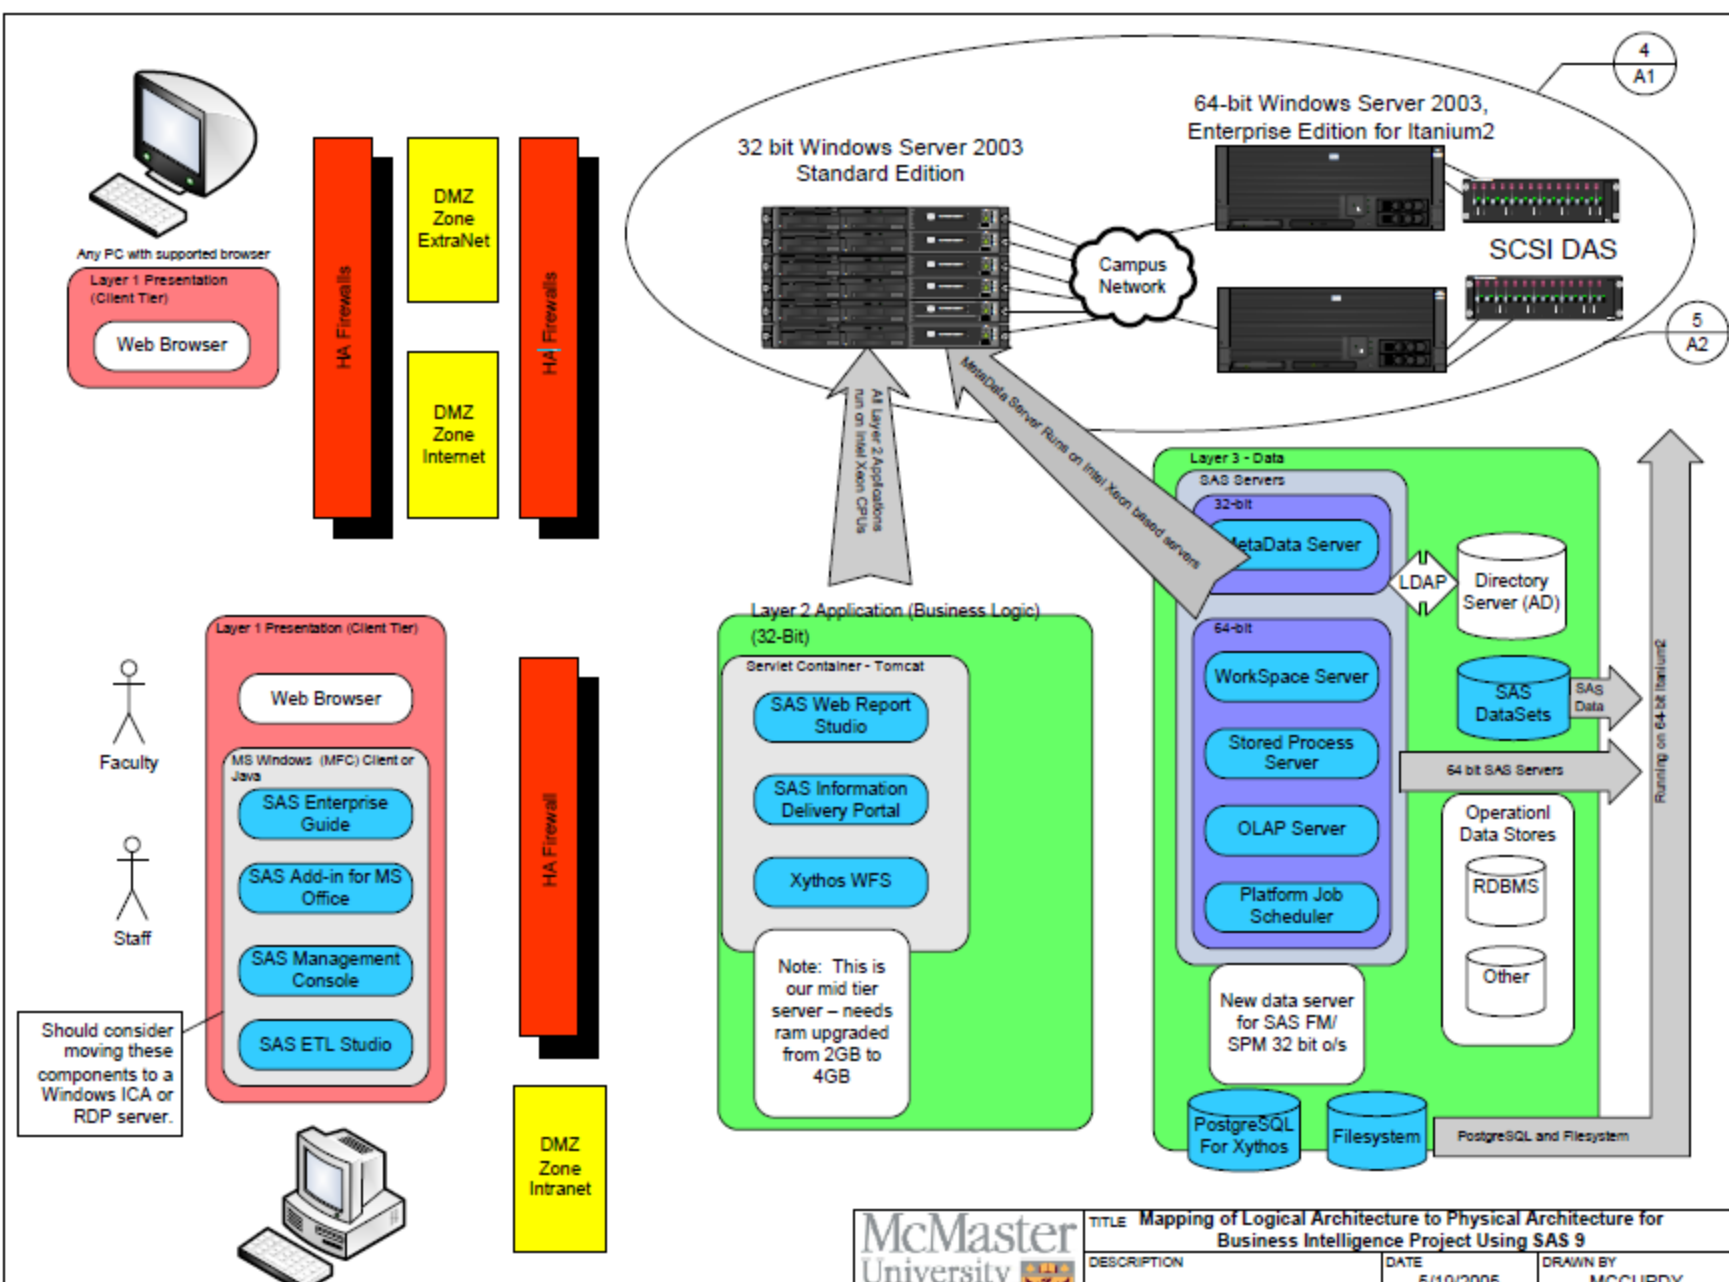 4
A1
64-bit Windows Server 2003,
Enterprise Edition for Itanium2
32 bit Windows Server 2003
Standard Edition
Campus
Network
SCSI DAS
5
A2
Any PC with supported browser
Layer 1 Presentation
(Client Tier)
Web Browser
HA Firewalls
DMZ
Zone
ExtraNet
DMZ
Zone
Internet
HA Firewalls
All Layer 2 Applications
run on Intel Xeon CPUs
MetaData Server Runs on Intel Xeon based servers
Layer 1 Presentation (Client Tier)
Web Browser
MS Windows (MFC) Client or
Java
SAS Enterprise
Guide
SAS Add-in for MS
Office
SAS Management
Console
SAS ETL Studio
Faculty
Staff
Should consider
moving these
components to a
Windows ICA or
RDP server.
HA Firewall
DMZ
Zone
Intranet
Layer 2 Application (Business Logic)
(32-Bit)
Servlet Container - Tomcat
SAS Web Report
Studio
SAS Information
Delivery Portal
Xythos WFS
Note: This is
our mid tier
server – needs
ram upgraded
from 2GB to
4GB
Layer 3 - Data
SAS Servers
32-bit
etaData Server
LDAP
Directory
Server (AD)
64-bit
WorkSpace Server
Stored Process
Server
OLAP Server
Platform Job
Scheduler
SAS
DataSets
SAS
Data
64 bit SAS Servers
Operationl
Data Stores
RDBMS
Other
New data server
for SAS FM/
SPM 32 bit o/s
PostgreSQL
For Xythos
Filesystem
PostgreSQL and Filesystem
Running on 64-bit Itanium2
McMaster
University
TITLE Mapping of Logical Architecture to Physical Architecture for
Business Intelligence Project Using SAS 9
DESCRIPTION
DATE
5/10/2005
DRAWN BY
MCCURDY